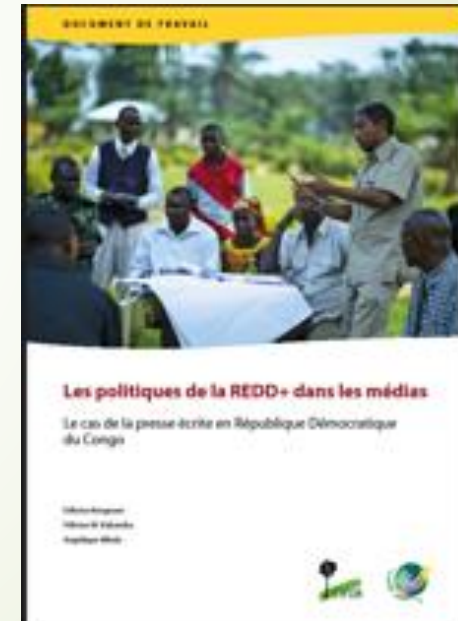 DOCUMENT DE TRAVAIL
Les politiques de la REDD+ dans les médias
Le cas de la presse écrite en République Démocratique
du Congo